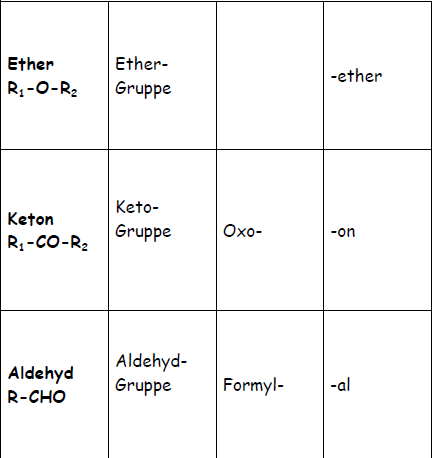 Ether
R₁-O-R₂
Ether-
Gruppe
-ether
Keton
R₁-CO-R₂
Keto-
Gruppe
Oxo-
-on
Aldehyd
R-CHO
Aldehyd-
Gruppe
Formyl-
-al